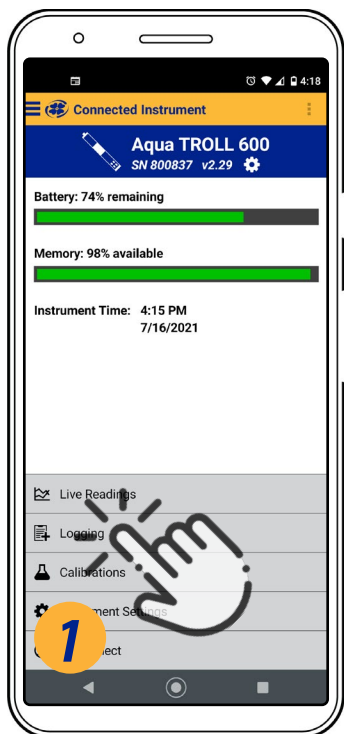 4:18
Connected Instrument
Aqua TROLL 600
SN 800837 v2.29
Battery: 74% remaining
Memory: 98% available
Instrument Time: 4:15 PM
7/16/2021
Live Readings
Logging
Calibrations
Settings
1